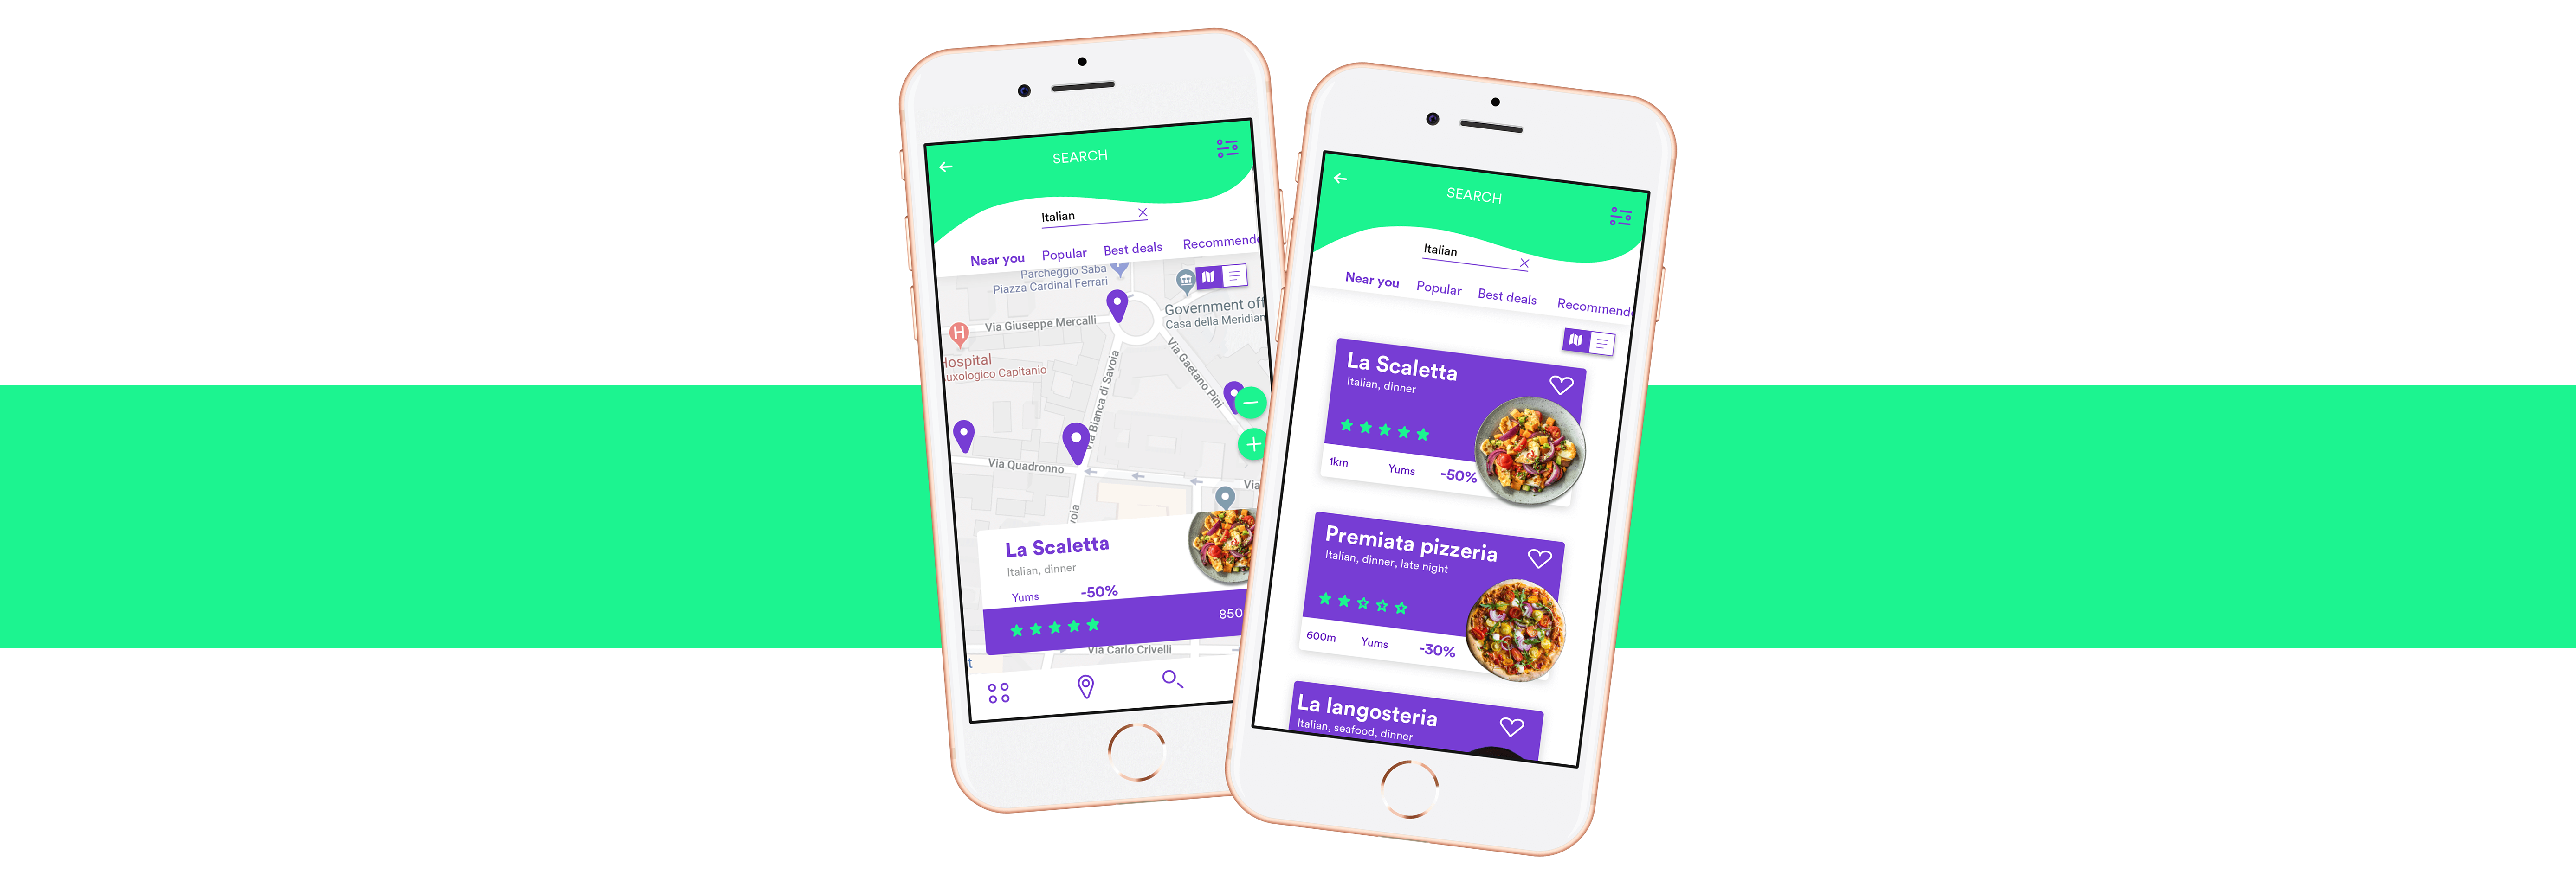 SEARCH
Italian
Near you Popular Best deals Recommende
Parcheggio Saba
Piazza Cardinal Ferrari
Government off
Casa della Meridian
Via Giuseppe Mercalli
H
Hospital
uxologico Capitanio
Via Gaetano Pini
Via Bianca di Savoia
Via Quadronno
Via
voia
La Scaletta
Italian, dinner
Yums -50%
850
Via Carlo Crivelli
t
SEARCH
Italian
Near you Popular Best deals Recommende
La Scaletta
Italian, dinner
1km Yums -50%
Premiata pizzeria
Italian, dinner, late night
600m Yums -30%
La langosteria
Italian, seafood, dinner